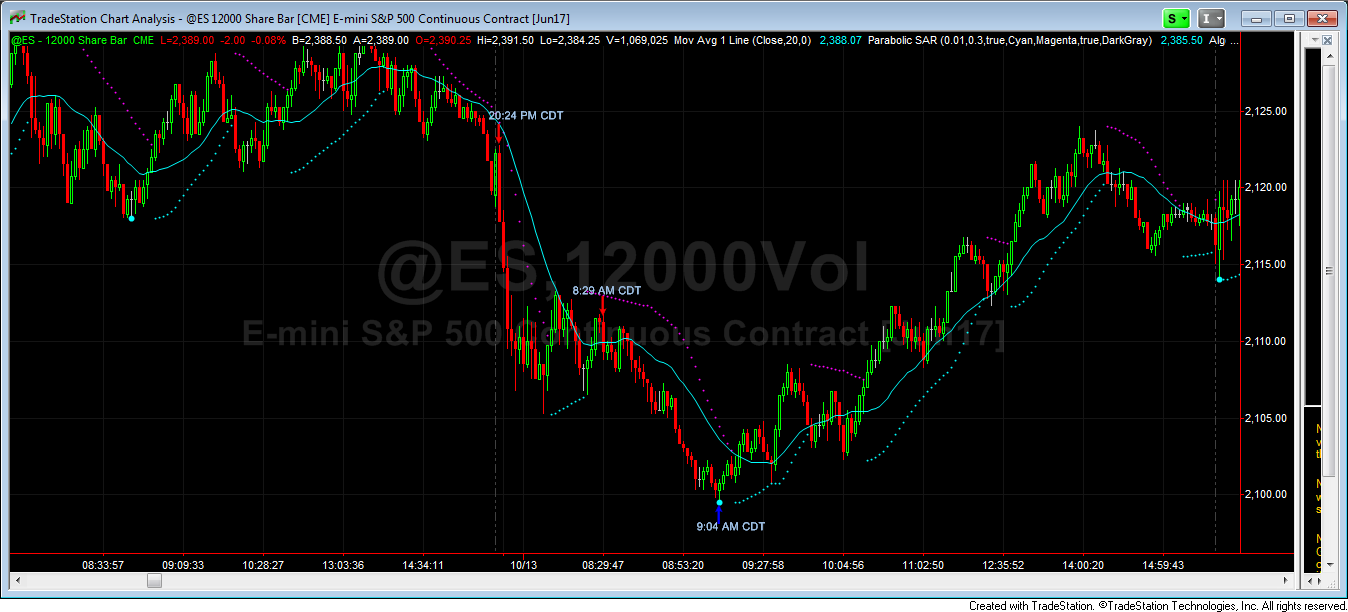 TradeStation Chart Analysis - @ES 12000 Share Bar [CME] E-mini S&P 500 Continuous Contract [Jun17]
S
I
@ES - 12000 Share Bar CME L=2,389.00 -2.00 -0.08% B=2,388.50 A=2,389.00 O=2,390.25 Hi=2,391.50 Lo=2,384.25 V=1,069,025 Mov Avg 1 Line (Close,20,0) 2,388.07 Parabolic SAR (0.01,0.3,true,Cyan,Magenta,true,DarkGray) 2,385.50 Alg ...
2,125.00
20:24 PM CDT
2,120.00
@ES,12000Vol
2,115.00
8:29 AM CDT
E-mini S&P 500 Continuous Contract [Jun17]
2,110.00
2,105.00
2,100.00
9:04 AM CDT
08:33:57 09:09:33 10:28:27 13:03:36 14:34:11 10/13 08:29:47 08:53:20 09:27:58 10:04:56 11:02:50 12:35:52 14:00:20 14:59:43
Created with TradeStation. ©TradeStation Technologies, Inc. All rights reserved.